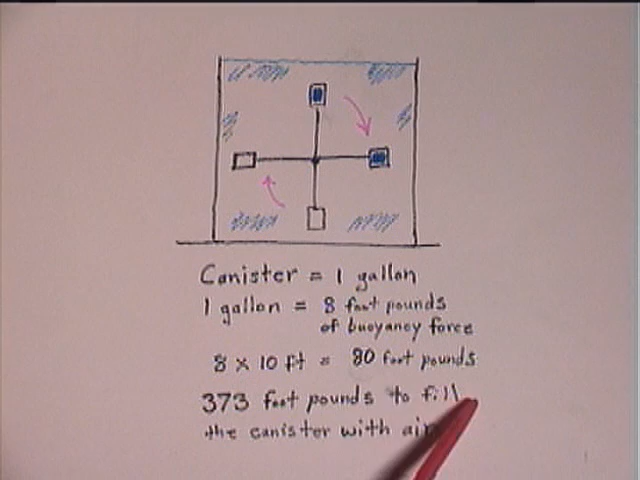 Canister = 1 gallon
1 gallon = 8 foot pounds
of buoyancy force
8 x 10 ft = 80 foot pounds
373 foot pounds to fill
the canister with air